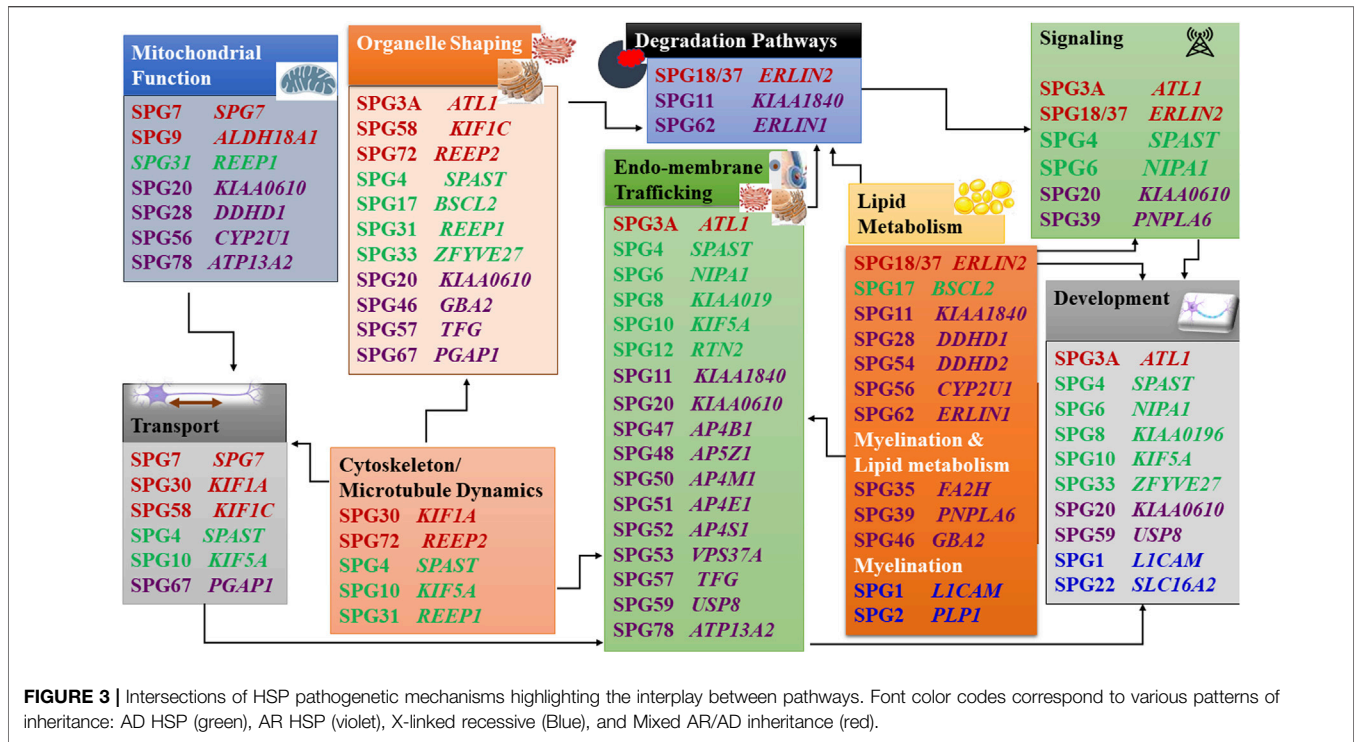 Mitochondrial
Function
SPG7 SPG7
SPG9 ALDH18A1
SPG31 REEP1
SPG20 KIAA0610
SPG28 DDHD1
SPG56 CYP2U1
SPG78 ATP13A2
Organelle Shaping
SPG3A ATL1
SPG58 KIF1C
SPG72 REEP2
SPG4 SPAST
SPG17 BSCL2
SPG31 REEP1
SPG33 ZFYVE27
SPG20 KIAA0610
SPG46 GBA2
SPG57 TFG
SPG67 PGAP1
Degradation Pathways
SPG18/37 ERLIN2
SPG11 KIAA1840
SPG62 ERLIN1
Signaling
SPG3A ATL1
SPG18/37 ERLIN2
SPG4 SPAST
SPG6 NIPA1
SPG20 KIAA0610
SPG39 PNPLA6
Endo-membrane
Trafficking
SPG3A ATL1
SPG4 SPAST
SPG6 NIPA1
SPG8 KIAA019
SPG10 KIF5A
SPG12 RTN2
SPG11 KIAA1840
SPG20 KIAA0610
SPG47 AP4B1
SPG48 AP5Z1
SPG50 AP4M1
SPG51 AP4E1
SPG52 AP4S1
SPG53 VPS37A
SPG57 TFG
SPG59 USP8
SPG78 ATP13A2
Lipid
Metabolism
SPG18/37 ERLIN2
SPG17 BSCL2
SPG11 KIAA1840
SPG28 DDHD1
SPG54 DDHD2
SPG56 CYP2U1
SPG62 ERLIN1
Myelination &
Lipid metabolism
SPG35 FA2H
SPG39 PNPLA6
SPG46 GBA2
Myelination
SPG1 L1CAM
SPG2 PLP1
Development
SPG3A ATL1
SPG4 SPAST
SPG6 NIPA1
SPG8 KIAA0196
SPG10 KIF5A
SPG33 ZFYVE27
SPG20 KIAA0610
SPG59 USP8
SPG1 L1CAM
SPG22 SLC16A2
Transport
SPG7 SPG7
SPG30 KIF1A
SPG58 KIF1C
SPG4 SPAST
SPG10 KIF5A
SPG67 PGAP1
Cytoskeleton/
Microtubule Dynamics
SPG30 KIF1A
SPG72 REEP2
SPG4 SPAST
SPG10 KIF5A
SPG31 REEP1
FIGURE 3 | Intersections of HSP pathogenetic mechanisms highlighting the interplay between pathways. Font color codes correspond to various patterns of
inheritance: AD HSP (green), AR HSP (violet), X-linked recessive (Blue), and Mixed AR/AD inheritance (red).